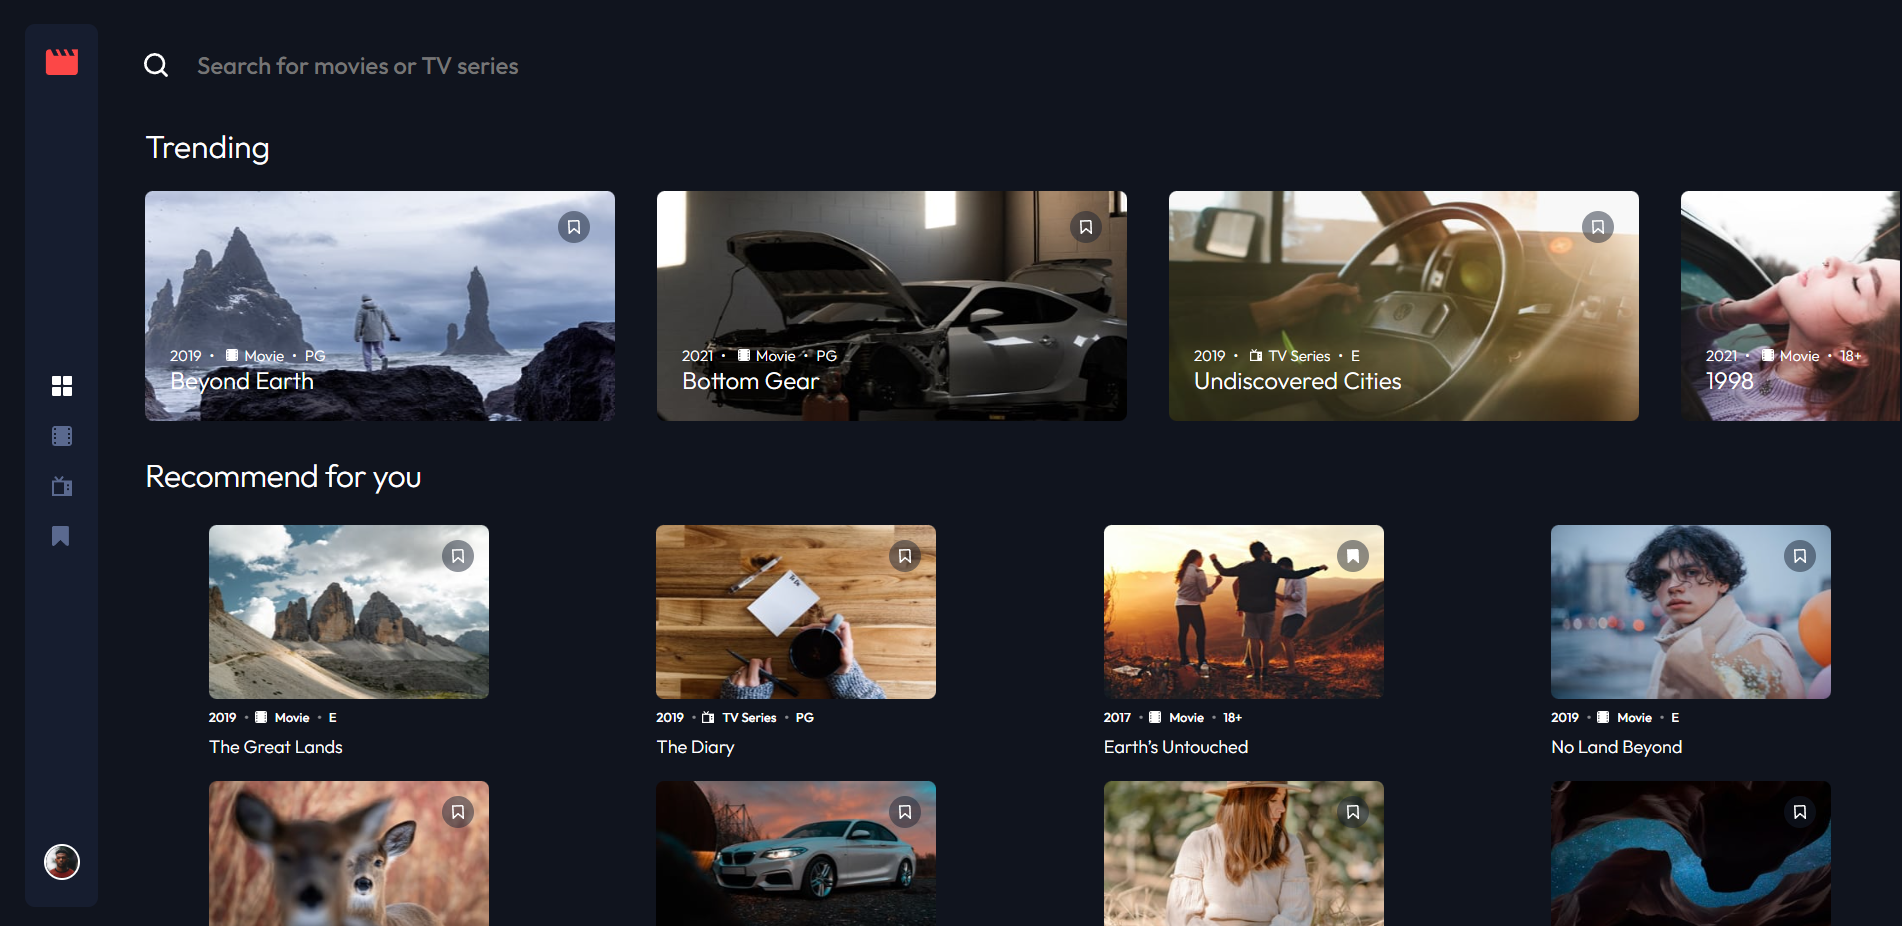 Search for movies or TV series
Trending
2019 • Movie • PG
Beyond Earth
2021 • Movie • PG
Bottom Gear
2019 • TV Series • E
Undiscovered Cities
2021 • Movie • 18+
1998
Recommend for you
2019 • Movie • E
The Great Lands
2019 • TV Series • PG
The Diary
2017 • Movie • 18+
Earth’s Untouched
2019 • Movie • E
No Land Beyond